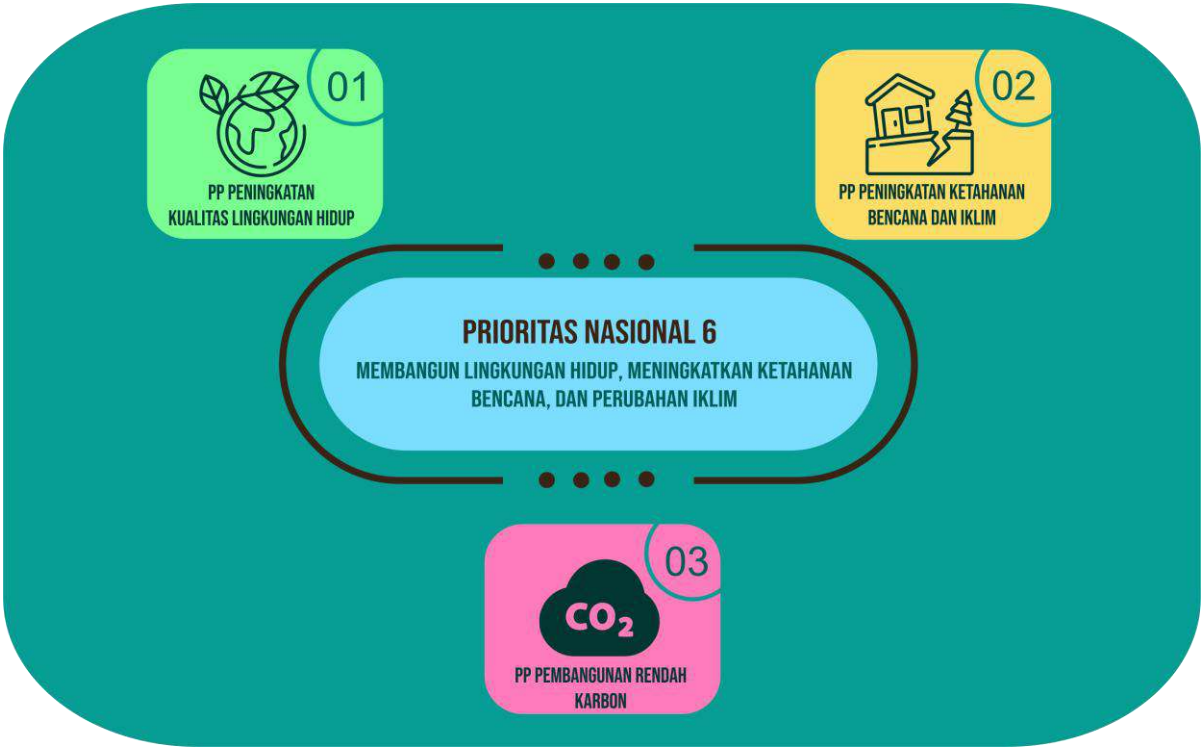 01
PP PENINGKATAN
KUALITAS LINGKUNGAN HIDUP
02
PP PENINGKATAN KETAHANAN
BENCANA DAN IKLIM
PRIORITAS NASIONAL 6
MEMBANGUN LINGKUNGAN HIDUP, MENINGKATKAN KETAHANAN
BENCANA, DAN PERUBAHAN IKLIM
03
CO₂
PP PEMBANGUNAN RENDAH
KARBON